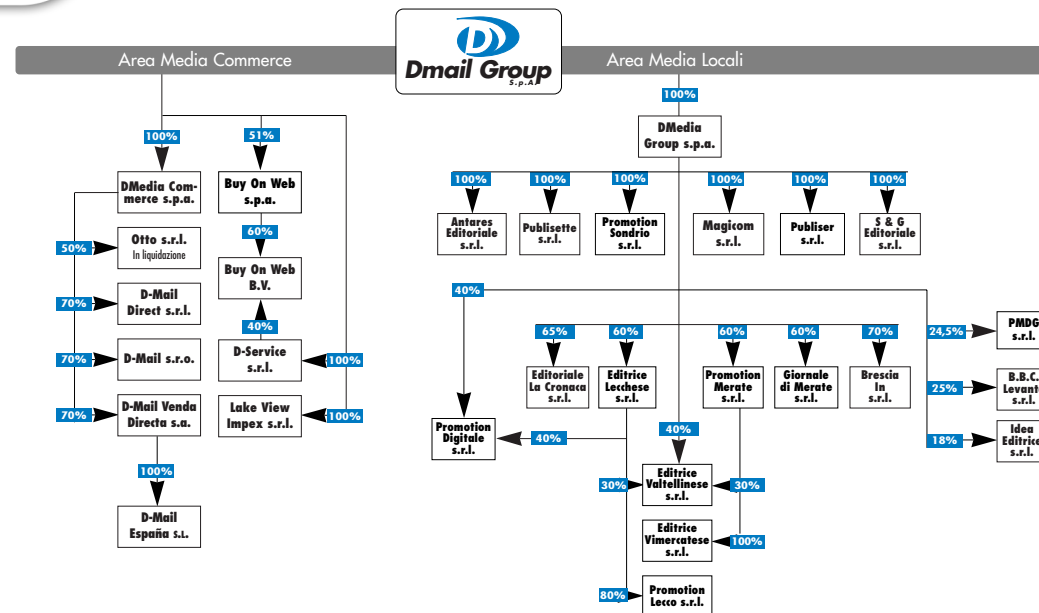 Area Media Commerce
Dmail Group
S.p.A.
Area Media Locali
100%
DMedia
Group s.p.a.
100%
51%
DMedia Com-
merce s.p.a.
Buy On Web
s.p.a.
50%
Otto s.r.l.
In liquidazione
60%
Buy On Web
B.V.
70%
D-Mail
Direct s.r.l.
40%
70%
D-Mail s.r.o.
D-Service
s.r.l.
100%
70%
D-Mail Venda
Directa s.a.
Lake View
Impex s.r.l.
100%
100%
D-Mail
España S.L.
100%
100%
100%
100%
100%
100%
Antares
Editoriale
s.r.l.
Publisette
s.r.l.
Promotion
Sondrio
s.r.l.
Magicom
s.r.l.
Publiser
s.r.l.
S & G
Editoriale
s.r.l.
40%
65%
60%
60%
60%
70%
24,5%
PMDG
s.r.l.
Editoriale
La Cronaca
s.r.l.
Editrice
Lecchese
s.r.l.
Promotion
Merate
s.r.l.
Giornale
di Merate
s.r.l.
Brescia
In
s.r.l.
25%
B.B.C.
Levante
s.r.l.
Promotion
Digitale
s.r.l.
40%
40%
18%
Idea
Editrice
s.r.l.
30%
Editrice
Valtellinese
s.r.l.
30%
Editrice
Vimercatese
s.r.l.
100%
80%
Promotion
Lecco s.r.l.